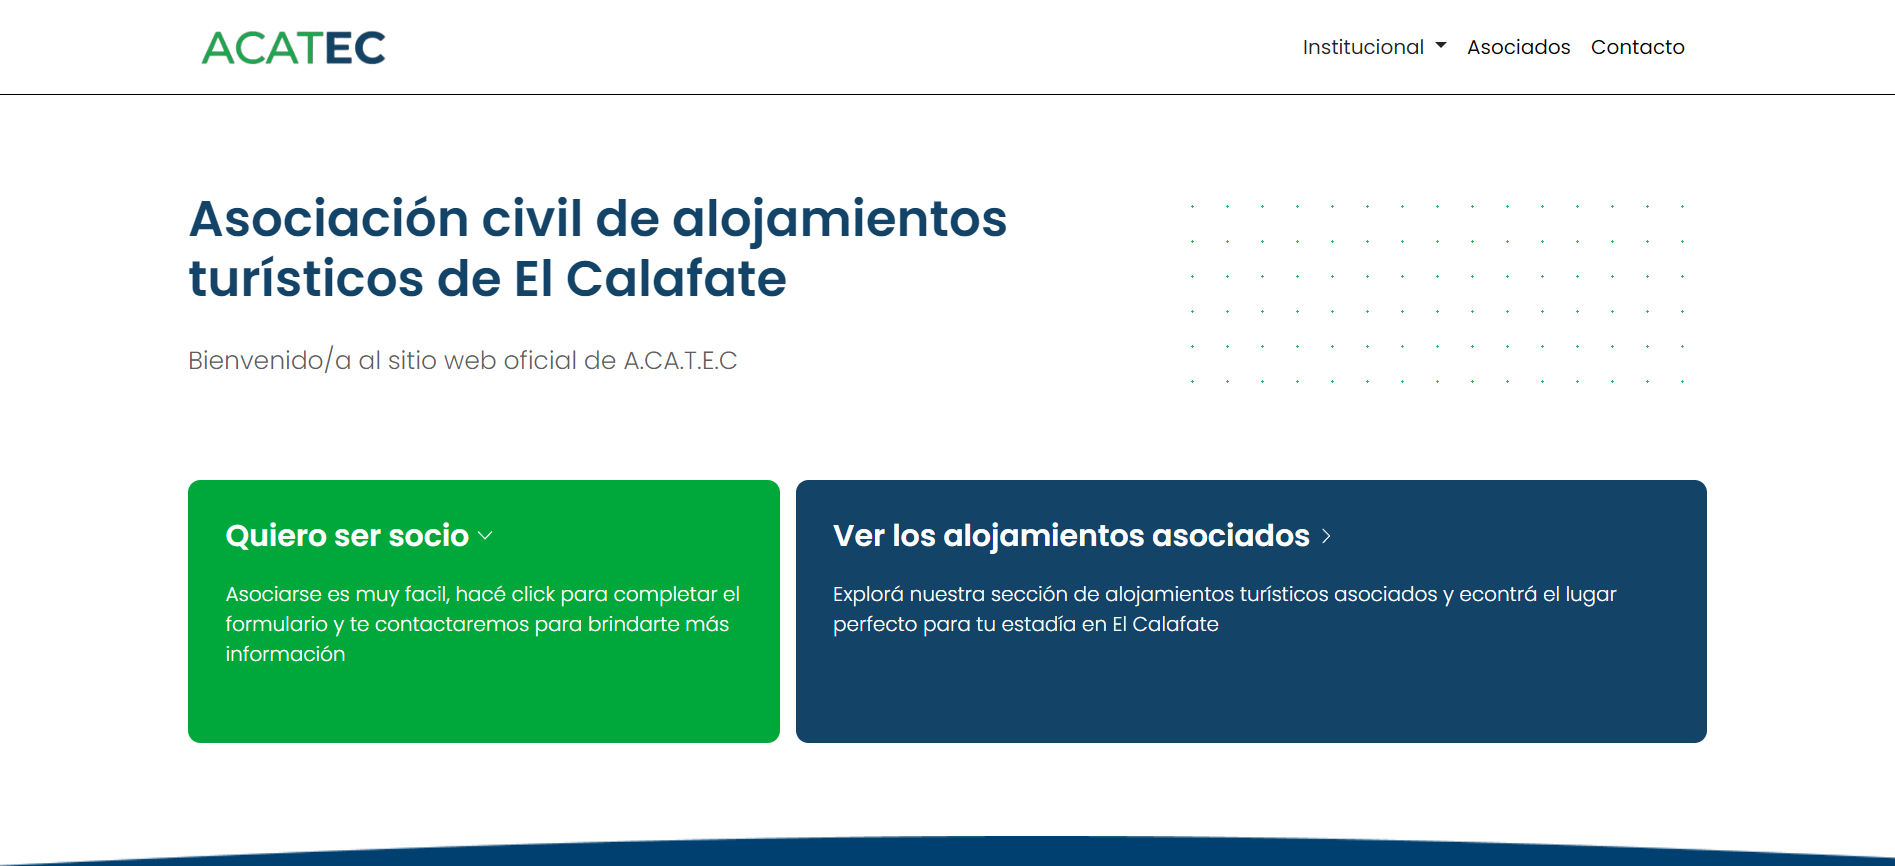 ACATEC
Institucional
Asociados
Contacto
Asociación civil de alojamientos
turísticos de El Calafate
Bienvenido/a al sitio web oficial de A.CA.T.E.C
Quiero ser socio
Asociarse es muy facil, hacé click para completar el
formulario y te contactaremos para brindarte más
información
Ver los alojamientos asociados
Explorá nuestra sección de alojamientos turísticos asociados y econtrá el lugar
perfecto para tu estadía en El Calafate